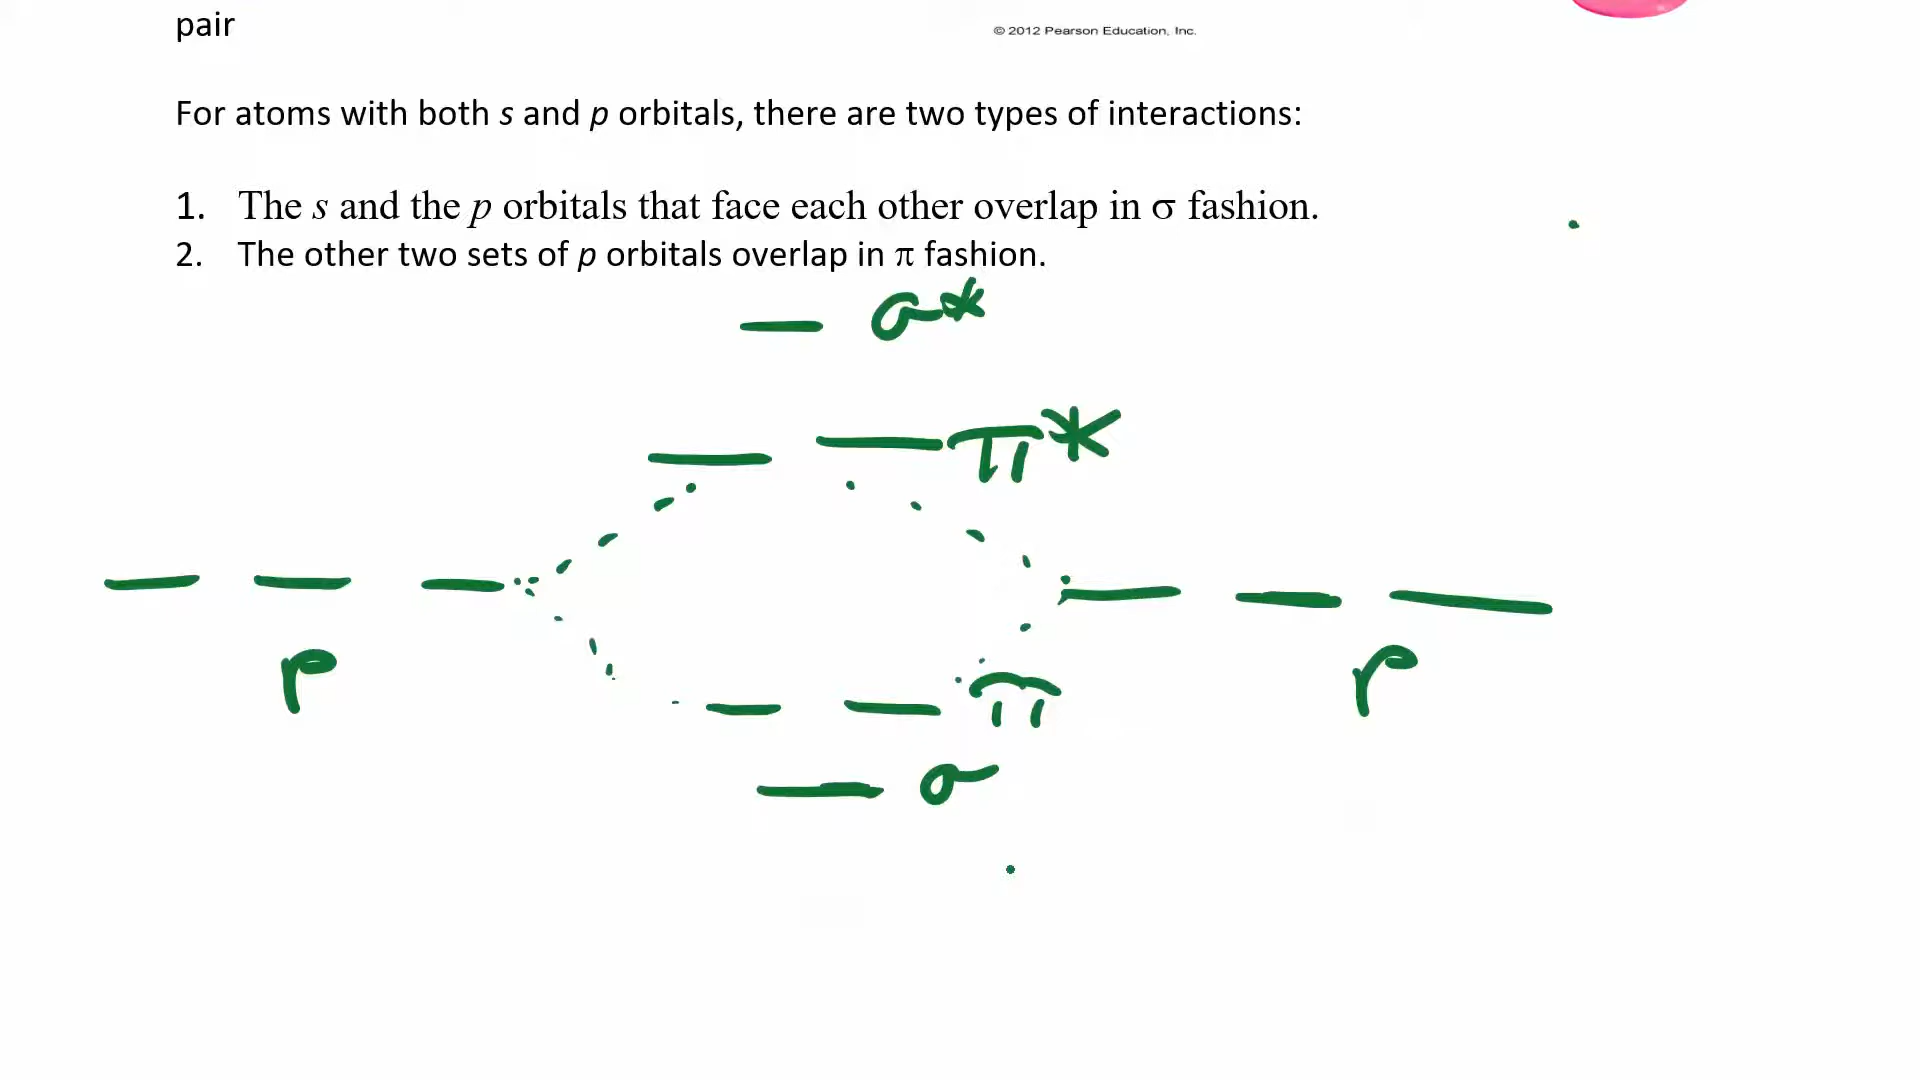 pair
© 2012 Pearson Education, Inc.
For atoms with both s and p orbitals, there are two types of interactions:
1. The s and the p orbitals that face each other overlap in σ fashion.
2. The other two sets of p orbitals overlap in π fashion.
σ*
π*
p
p
π
σ